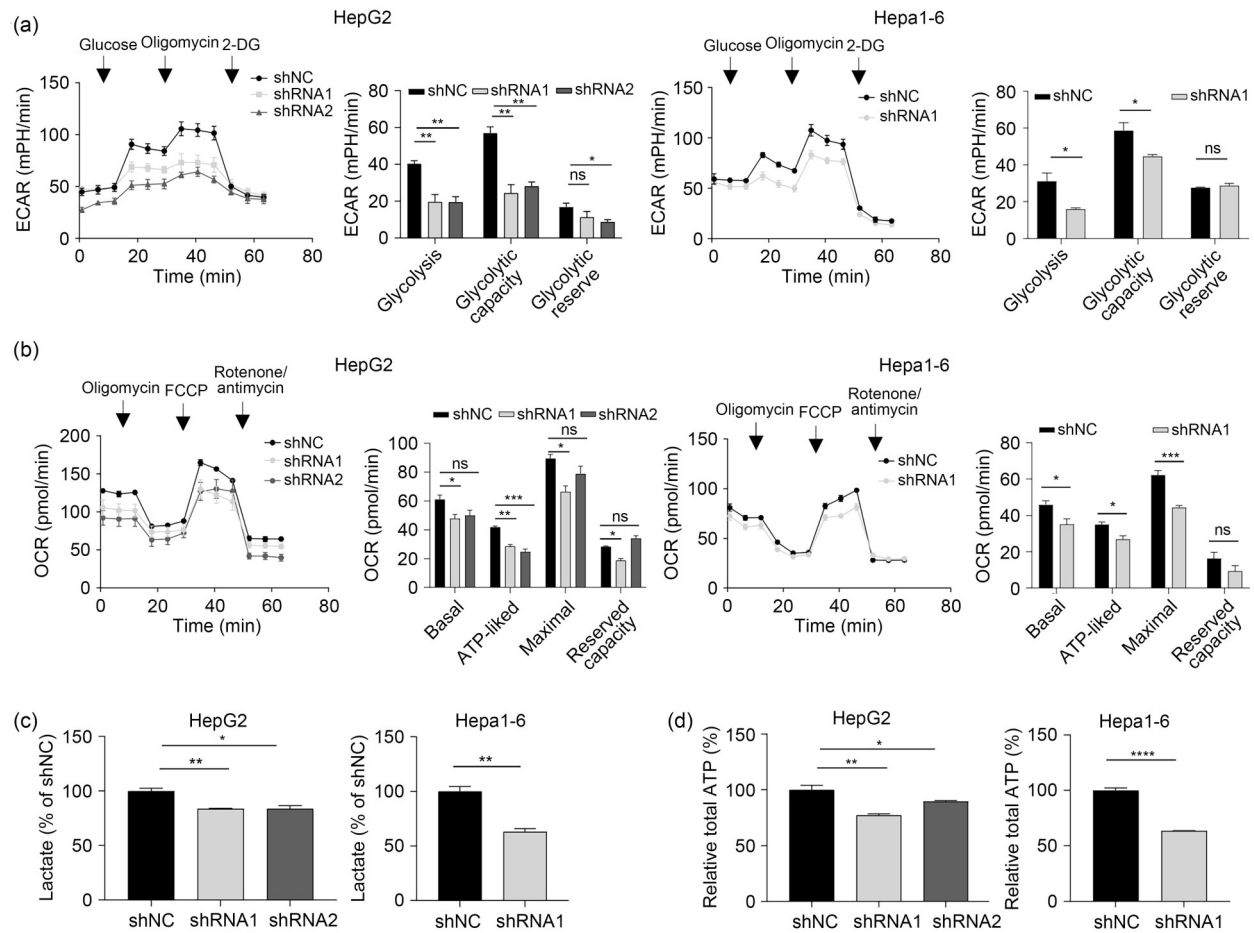 (a)
HepG2
Glucose Oligomycin 2-DG
shNC
shRNA1
shRNA2
ECAR (mPH/min)
150
100
50
0
0 20 40 60 80
Time (min)
shNC shRNA1 shRNA2
ECAR (mPH/min)
80
60
40
20
0
** ** ** ** ns *
Glycolysis
Glycolytic
capacity
Glycolytic
reserve
Hepa1-6
Glucose Oligomycin 2-DG
shNC
shRNA1
ECAR (mPH/min)
150
100
50
0
0 20 40 60 80
Time (min)
shNC shRNA1
ECAR (mPH/min)
80
60
40
20
0
* * ns
Glycolysis
Glycolytic
capacity
Glycolytic
reserve
(b)
HepG2
Oligomycin FCCP Rotenone/
antimycin
shNC
shRNA1
shRNA2
OCR (pmol/min)
200
150
100
50
0
0 20 40 60 80
Time (min)
shNC shRNA1 shRNA2
OCR (pmol/min)
100
80
60
40
20
0
ns * *** ** ns * ns *
Basal
ATP-liked
Maximal
Reserved
capacity
Hepa1-6
Oligomycin FCCP Rotenone/
antimycin
shNC
shRNA1
OCR (pmol/min)
150
100
50
0
0 20 40 60 80
Time (min)
shNC
shRNA1
OCR (pmol/min)
80
60
40
20
0
* * *** ns
Basal
ATP-liked
Maximal
Reserved
capacity
(c)
HepG2
Lactate (% of shNC)
150
100
50
0
*
**
shNC shRNA1 shRNA2
Hepa1-6
Lactate (% of shNC)
150
100
50
0
**
shNC shRNA1
(d)
HepG2
Relative total ATP (%)
150
100
50
0
*
**
shNC shRNA1 shRNA2
Hepa1-6
Relative total ATP (%)
150
100
50
0
****
shNC shRNA1